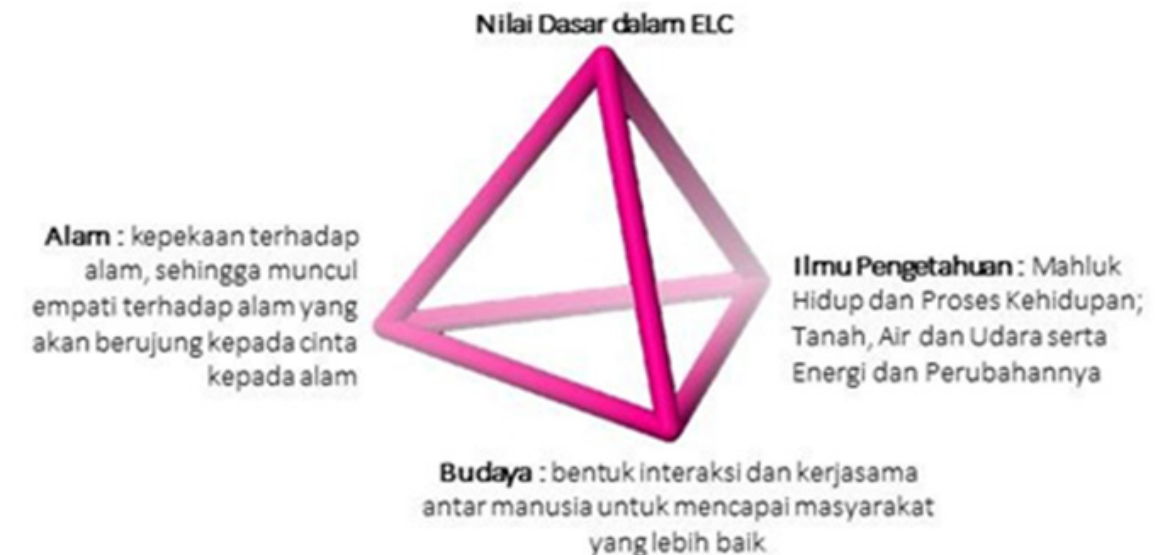 Nilai Dasar dalam ELC
Alam : kepekaan terhadap
alam, sehingga muncul
empati terhadap alam yang
akan berujung kepada cinta
kepada alam
Ilmu Pengetahuan : Mahluk
Hidup dan Proses Kehidupan;
Tanah, Air dan Udara serta
Energi dan Perubahannya
Budaya : bentuk interaksi dan kerjasama
antar manusia untuk mencapai masyarakat
yang lebih baik